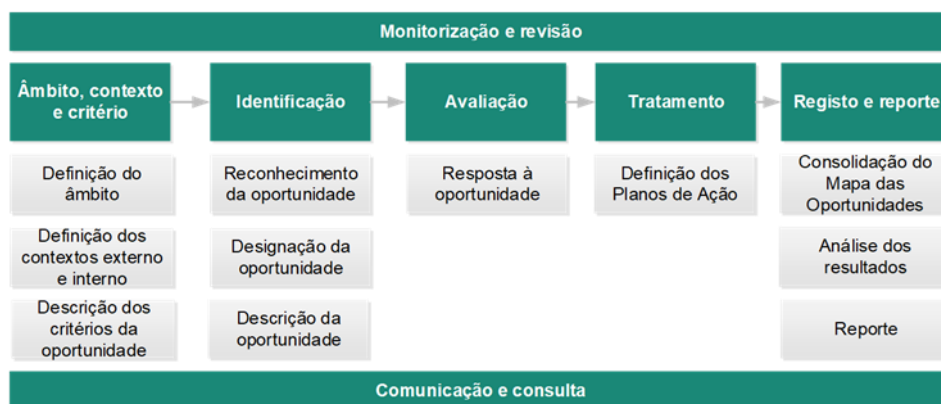 Monitorização e revisão
Âmbito, contexto
e critério
Identificação
Avaliação
Tratamento
Registo e reporte
Definição do
âmbito
Reconhecimento
da oportunidade
Resposta à
oportunidade
Definição dos
Planos de Ação
Consolidação do
Mapa das
Oportunidades
Definição dos
contextos externo
e interno
Designação da
oportunidade
Análise dos
resultados
Descrição dos
critérios da
oportunidade
Descrição da
oportunidade
Reporte
Comunicação e consulta